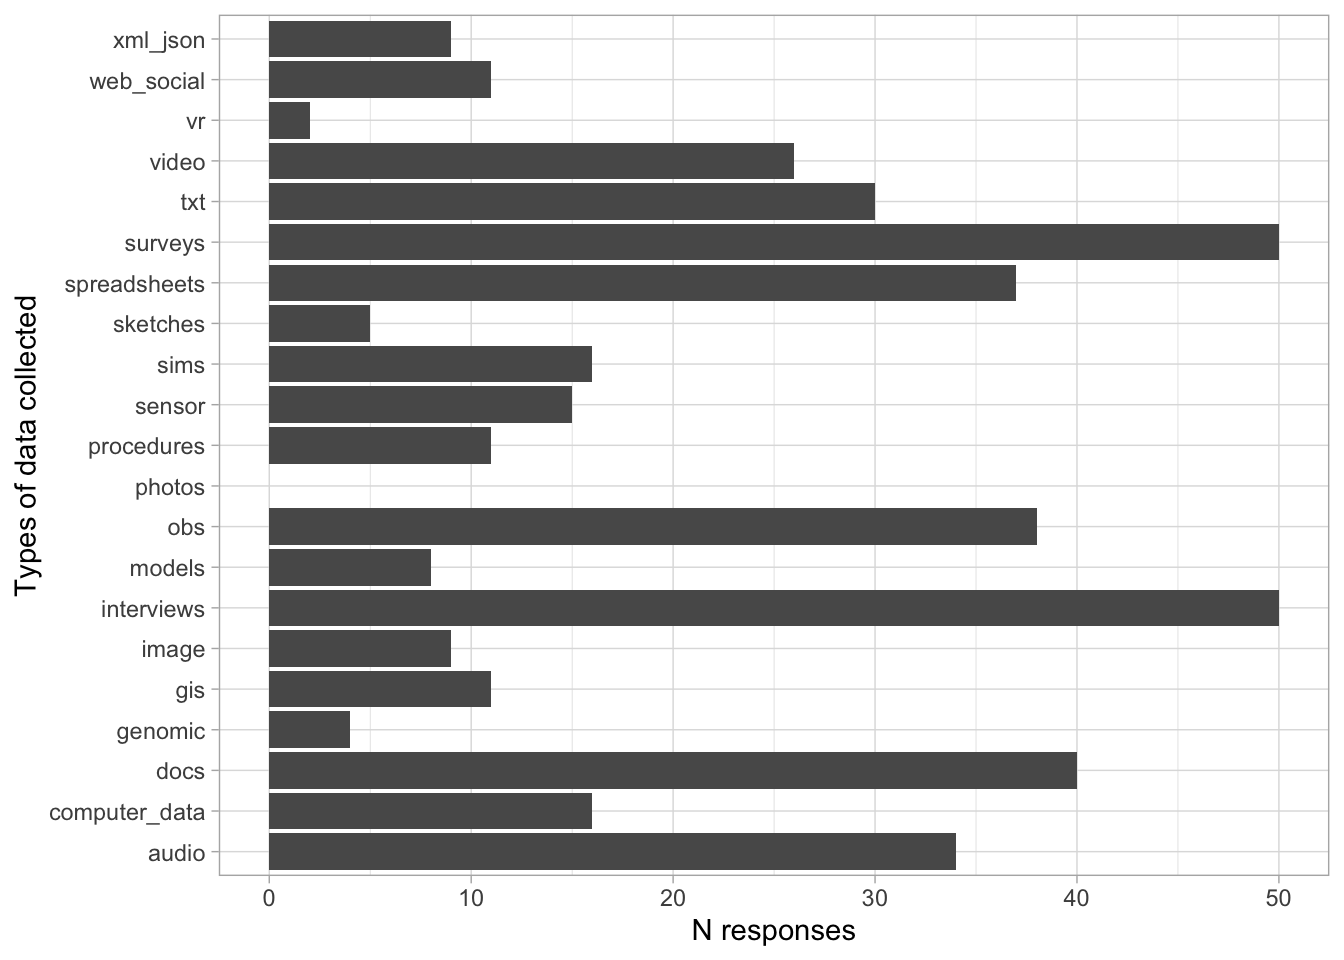 xml_json
web_social
vr
video
txt
surveys
spreadsheets
sketches
sims
sensor
procedures
photos
obs
models
interviews
image
gis
genomic
docs
computer_data
audio
Types of data collected
0 10 20 30 40 50
N responses